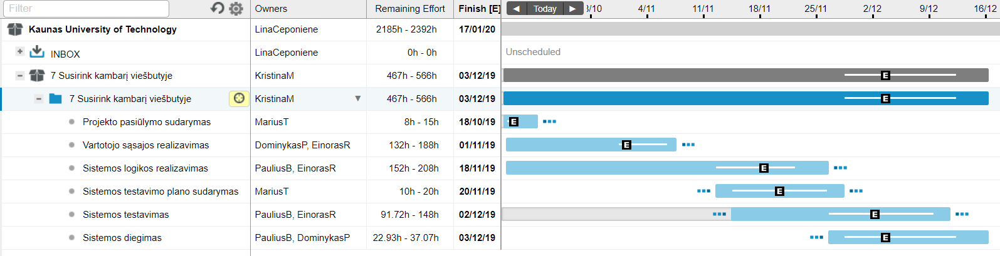 Filter Owners Remaining Effort Finish [E] ◀ Today ▶ 3/10 4/11 11/11 18/11 25/11 2/12 9/12 16/12
Kaunas University of Technology LinaCeponiene 2185h - 2392h 17/01/20
INBOX LinaCeponiene 0h - 0h Unscheduled
7 Susirink kambarį viešbutyje KristinaM 467h - 566h 03/12/19 E
7 Susirink kambarį viešbutyje KristinaM 467h - 566h 03/12/19 E
Projekto pasiūlymo sudarymas MariusT 8h - 15h 18/10/19 E
Vartotojo sąsajos realizavimas DominykasP, EinorasR 132h - 188h 01/11/19 E
Sistemos logikos realizavimas PauliusB, EinorasR 152h - 208h 18/11/19 E
Sistemos testavimo plano sudarymas MariusT 10h - 20h 20/11/19 E
Sistemos testavimas PauliusB, EinorasR 91.72h - 148h 02/12/19 E
Sistemos diegimas PauliusB, DominykasP 22.93h - 37.07h 03/12/19 E